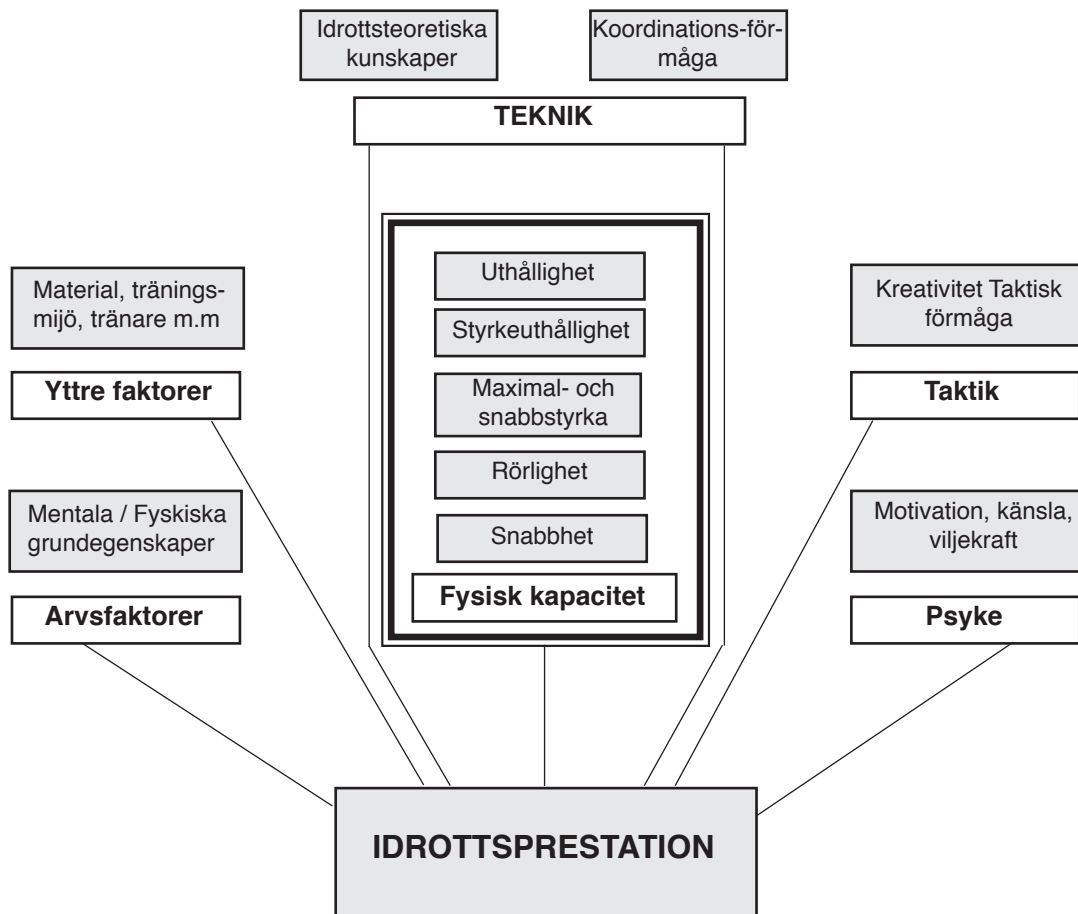 Idrottsteoretiska
kunskaper
Koordinations-för-
måga
TEKNIK
Uthållighet
Styrkeuthållighet
Maximal- och
snabbstyrka
Rörlighet
Snabbhet
Fysisk kapacitet
Material, tränings-
mijö, tränare m.m
Yttre faktorer
Mentala / Fyskiska
grundegenskaper
Arvsfaktorer
Kreativitet Taktisk
förmåga
Taktik
Motivation, känsla,
viljekraft
Psyke
IDROTTSPRESTATION